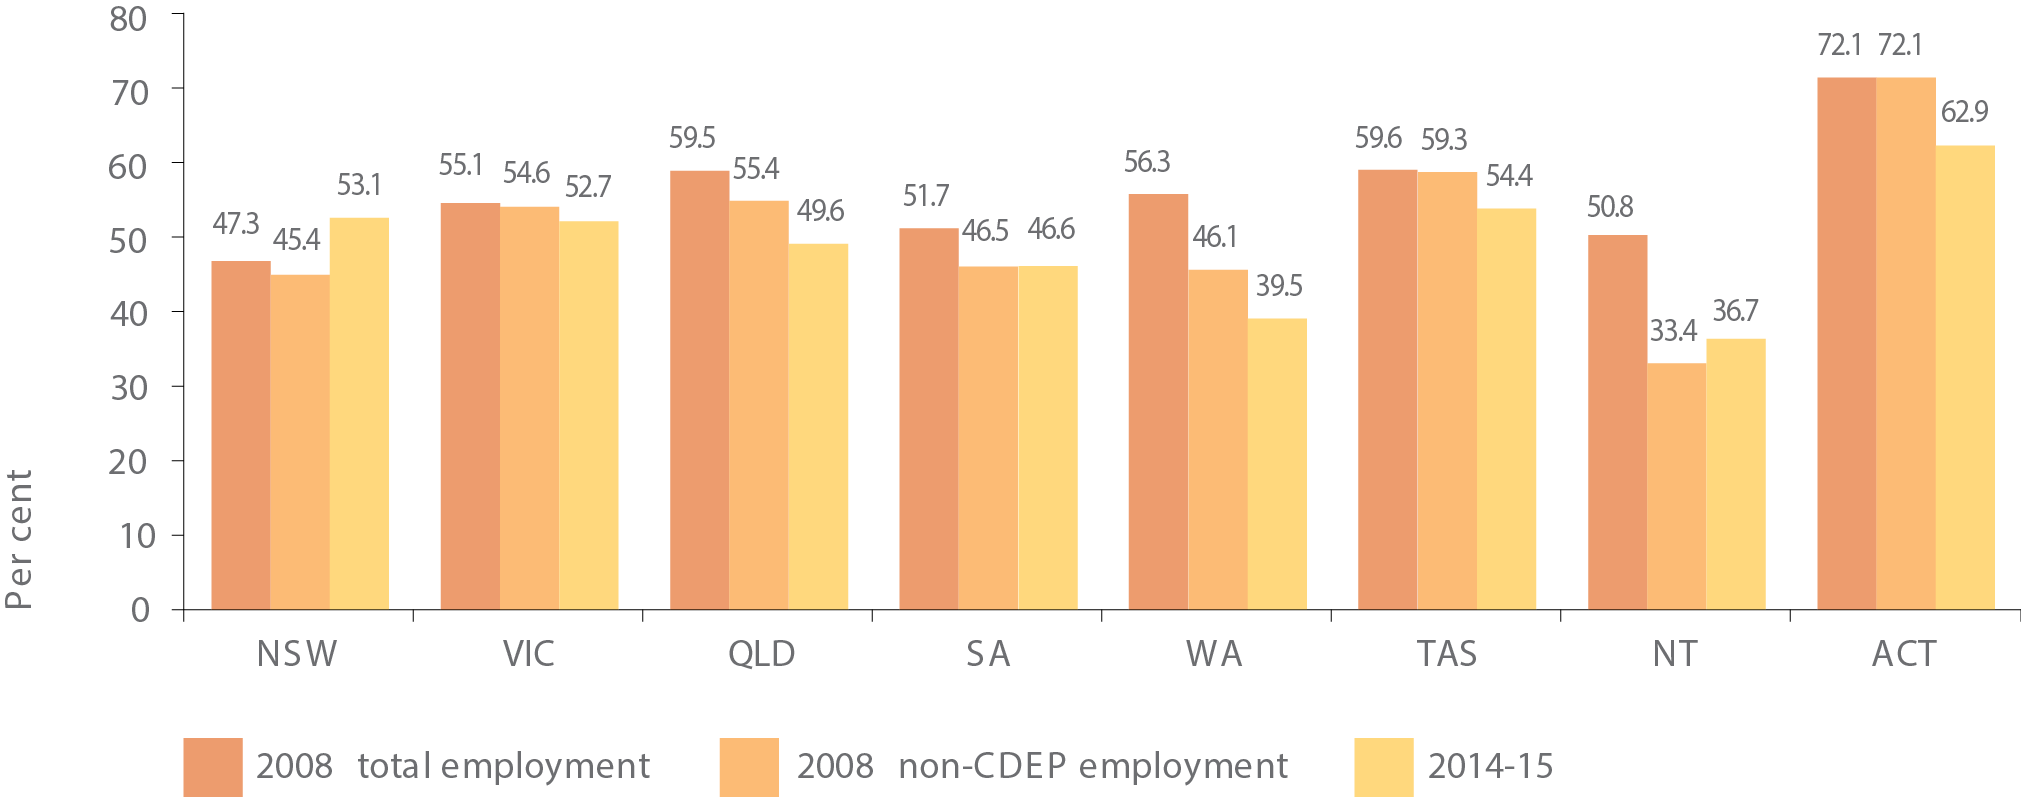 80
70
60
50
40
30
20
10
0
Per cent
47.3 45.4 53.1
55.1 54.6 52.7
59.5 55.4 49.6
51.7 46.5 46.6
56.3 46.1 39.5
59.6 59.3 54.4
50.8 33.4 36.7
72.1 72.1 62.9
NSW VIC QLD SA WA TAS NT ACT
2008 total employment 2008 non-CDEP employment 2014-15